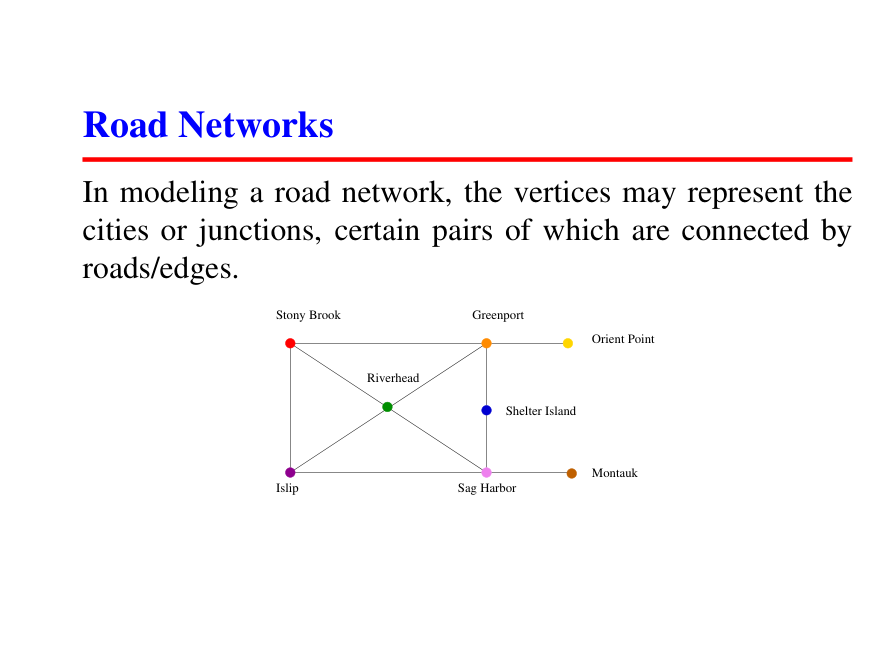 Road Networks
In modeling a road network, the vertices may represent the
cities or junctions, certain pairs of which are connected by
roads/edges.
Stony Brook
Greenport
Orient Point
Riverhead
Shelter Island
Montauk
Islip
Sag Harbor